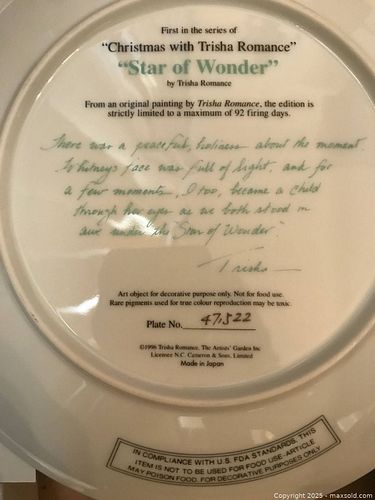 First in the series of
"Christmas with Trisha Romance"
"Star of Wonder"
by Trisha Romance
From an original painting by Trisha Romance, the edition is
strictly limited to a maximum of 92 firing days.
There was a peaceful, holiness about the moment.
Whitney's face was full of light, and for
a few moments, I too, became a child
through her eyes as we both stood in
awe under the "Star of Wonder".
Trisha
Art object for decorative purpose only. Not for food use.
Rare pigments used for true colour reproduction may be toxic.
Plate No. 47,522
©1996 Trisha Romance, The Artists' Garden Inc
Licensee N.C. Cameron & Sons, Limited
Made in Japan
IN COMPLIANCE WITH U.S. FDA STANDARDS, THIS
ITEM IS NOT TO BE USED FOR FOOD USE-ARTICLE
MAY POISON FOOD. FOR DECORATIVE PURPOSES ONLY
Copyright 2025 - maxsold.com